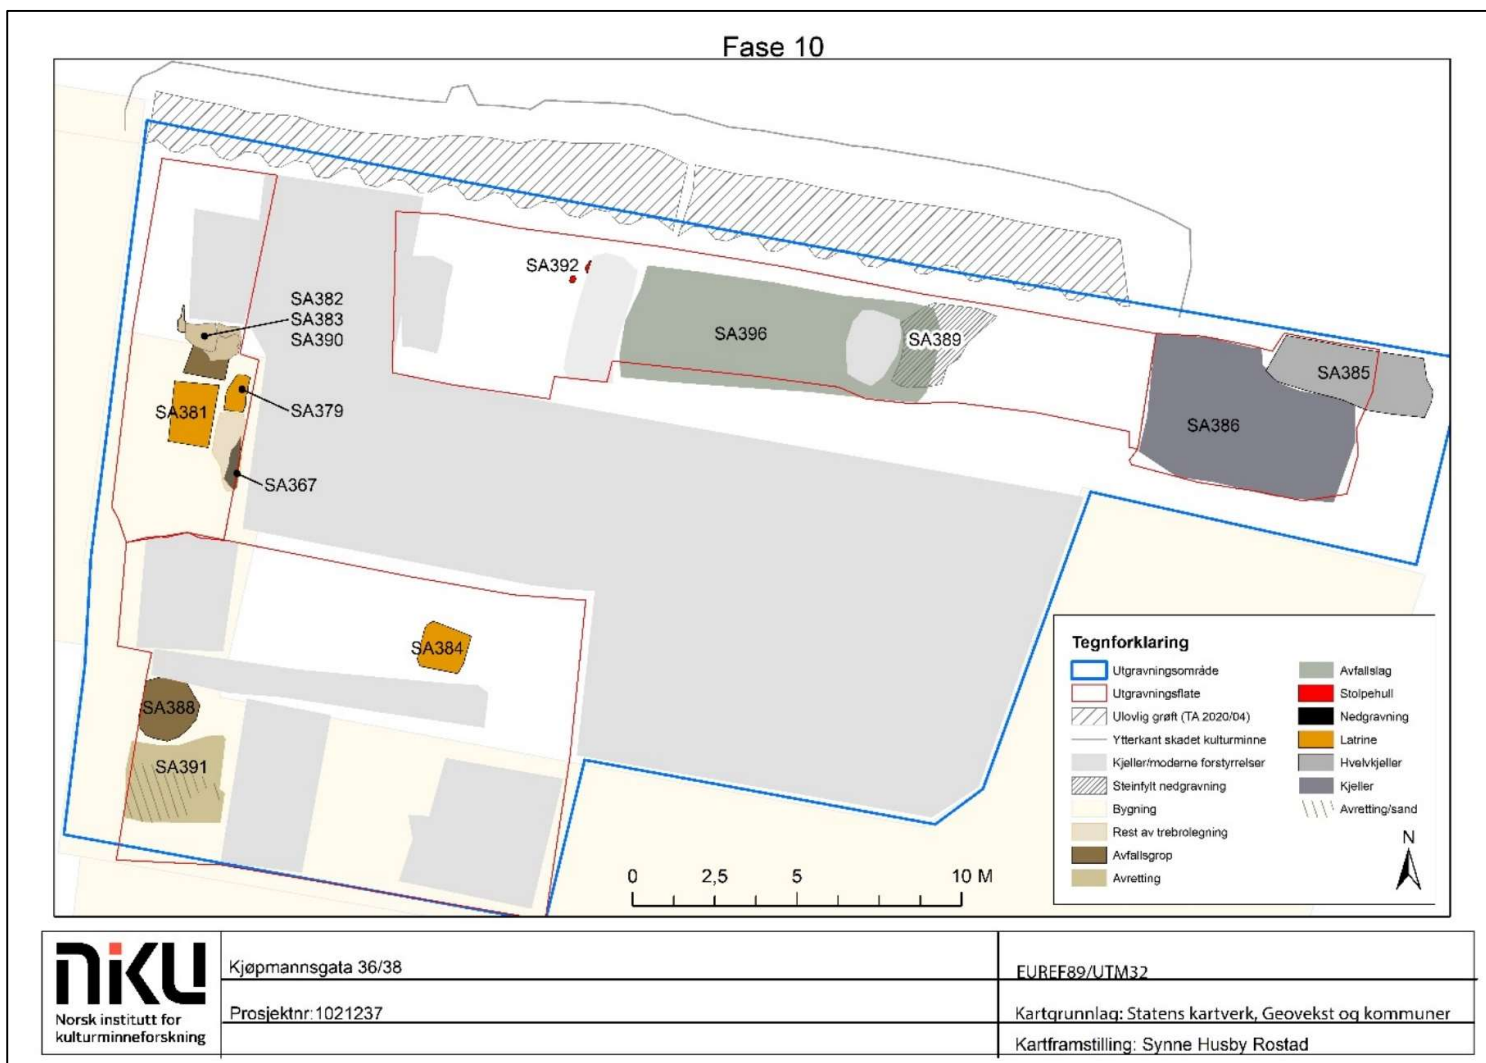 Fase 10
SA392
SA382
SA383
SA390
SA396
SA389
SA385
SA381
SA379
SA386
SA367
SA384
SA388
SA391
Tegnforklaring
Utgravningsområde
Utgravningsflate
Ulovlig grøft (TA 2020/04)
Ytterkant skadet kulturminne
Kjeller/moderne forstyrrelser
Steinfylt nedgravning
Bygning
Rest av trebrolegning
Avfallsgrop
Avretting
Avfallslag
Stolpehull
Nedgravning
Latrine
Hvelvkjeller
Kjeller
Avretting/sand
N
0 2,5 5 10 M
niku
Norsk institutt for
kulturminneforskning
Kjøpmannsgata 36/38
Prosjektnr:1021237
EUREF89/UTM32
Kartgrunnlag: Statens kartverk, Geovekst og kommuner
Kartframstilling: Synne Husby Rostad